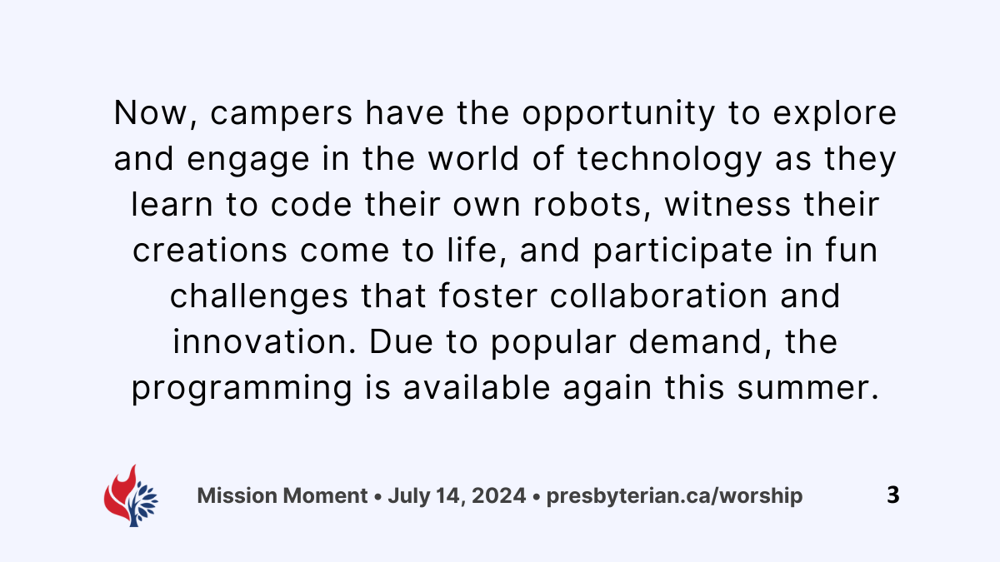 Now, campers have the opportunity to explore
and engage in the world of technology as they
learn to code their own robots, witness their
creations come to life, and participate in fun
challenges that foster collaboration and
innovation. Due to popular demand, the
programming is available again this summer.
Mission Moment • July 14, 2024 • presbyterian.ca/worship 3